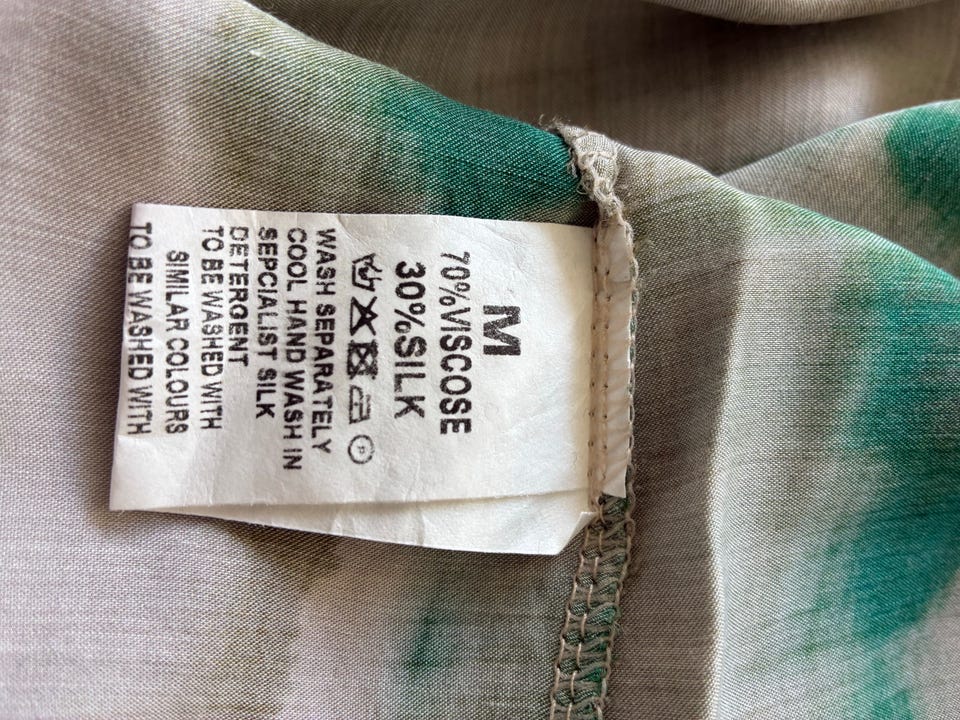 M
70%VISCOSE
30%SILK
P
WASH SEPARATELY
COOL HAND WASH IN
SEPCIALIST SILK
DETERGENT
TO BE WASHED WITH
SIMILAR COLOURS
TO BE WASHED WITH